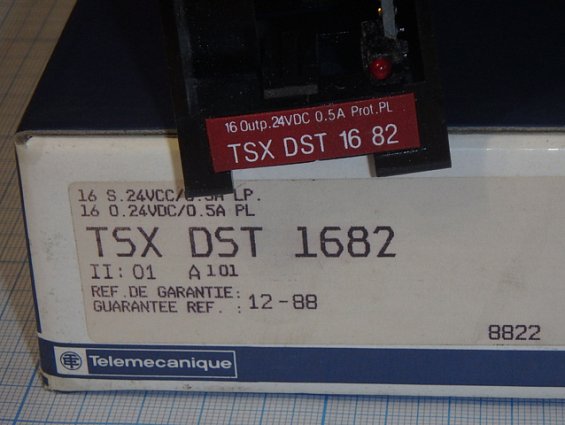 16 Outp.24VDC 0.5A Prot.PL
TSX DST 16 82
16 S.24VCC/0.5A LP.
16 O.24VDC/0.5A PL
TSX DST 1682
II: 01 A101
REF.DE GARANTIE:
GUARANTEE REF. : 12-88
8822
Telemecanique